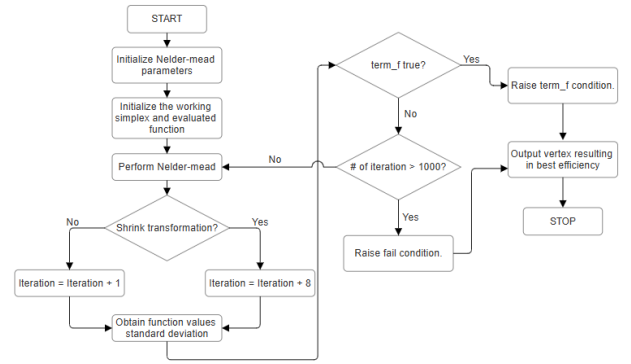 START
Initialize Nelder-mead
parameters
Initialize the working
simplex and evaluated
function
Perform Nelder-mead
Shrink transformation?
No
Yes
Iteration = Iteration + 1
Iteration = Iteration + 8
Obtain function values
standard deviation
term_f true?
Yes
No
# of iteration > 1000?
No
Yes
Raise fail condition.
Raise term_f condition.
Output vertex resulting
in best efficiency
STOP